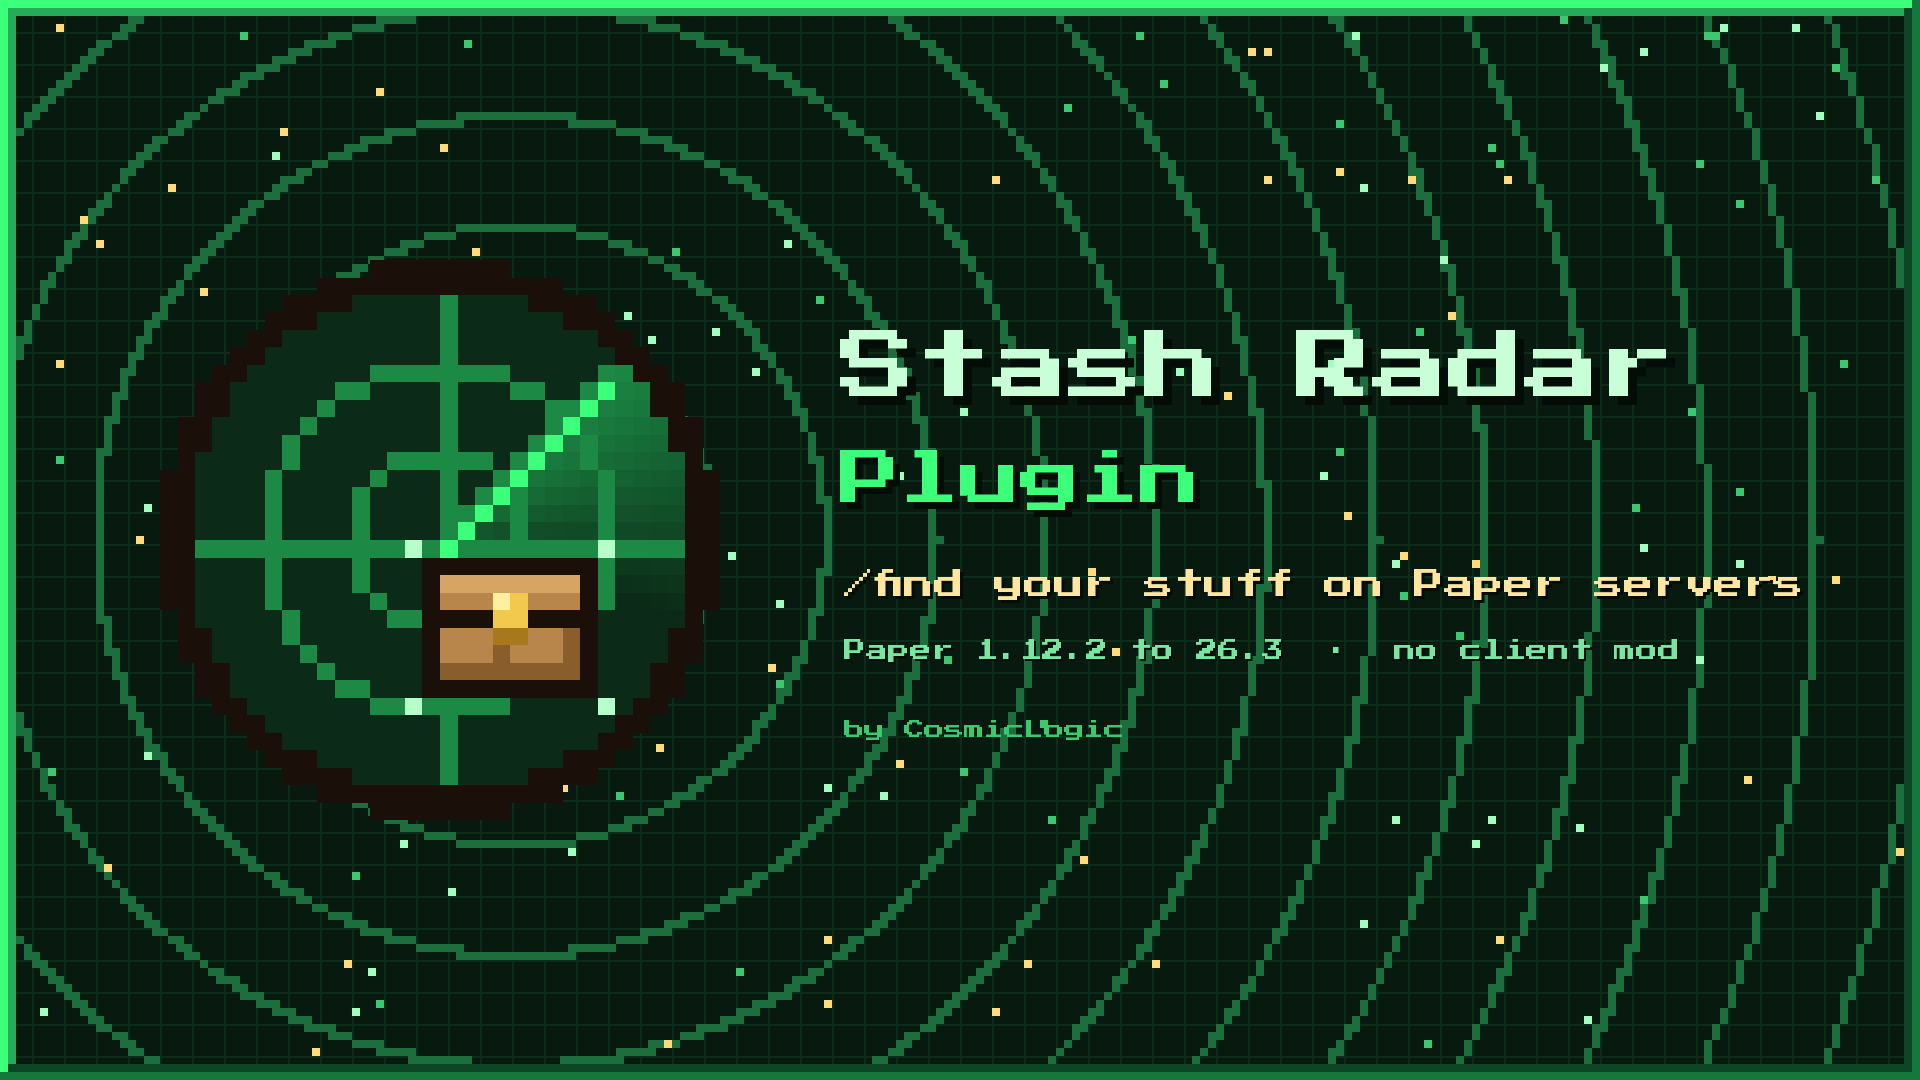 Stash Radar
Plugin
/find your stuff on Paper servers
Paper 1.12.2 to 26.3 · no client mod
by CosmicLogic